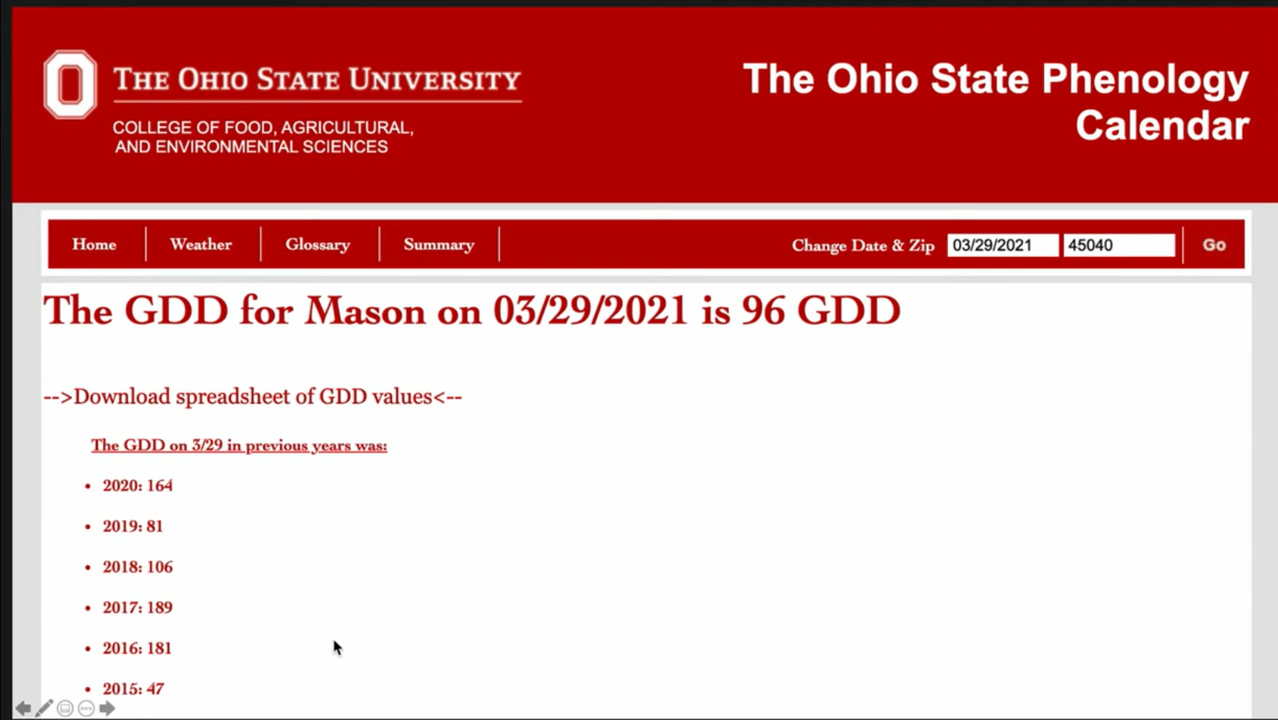 THE OHIO STATE UNIVERSITY
COLLEGE OF FOOD, AGRICULTURAL,
AND ENVIRONMENTAL SCIENCES
The Ohio State Phenology
Calendar
Home Weather Glossary Summary Change Date & Zip 03/29/2021 45040 Go
The GDD for Mason on 03/29/2021 is 96 GDD
-->Download spreadsheet of GDD values<--
The GDD on 3/29 in previous years was:
• 2020: 164
• 2019: 81
• 2018: 106
• 2017: 189
• 2016: 181
• 2015: 47